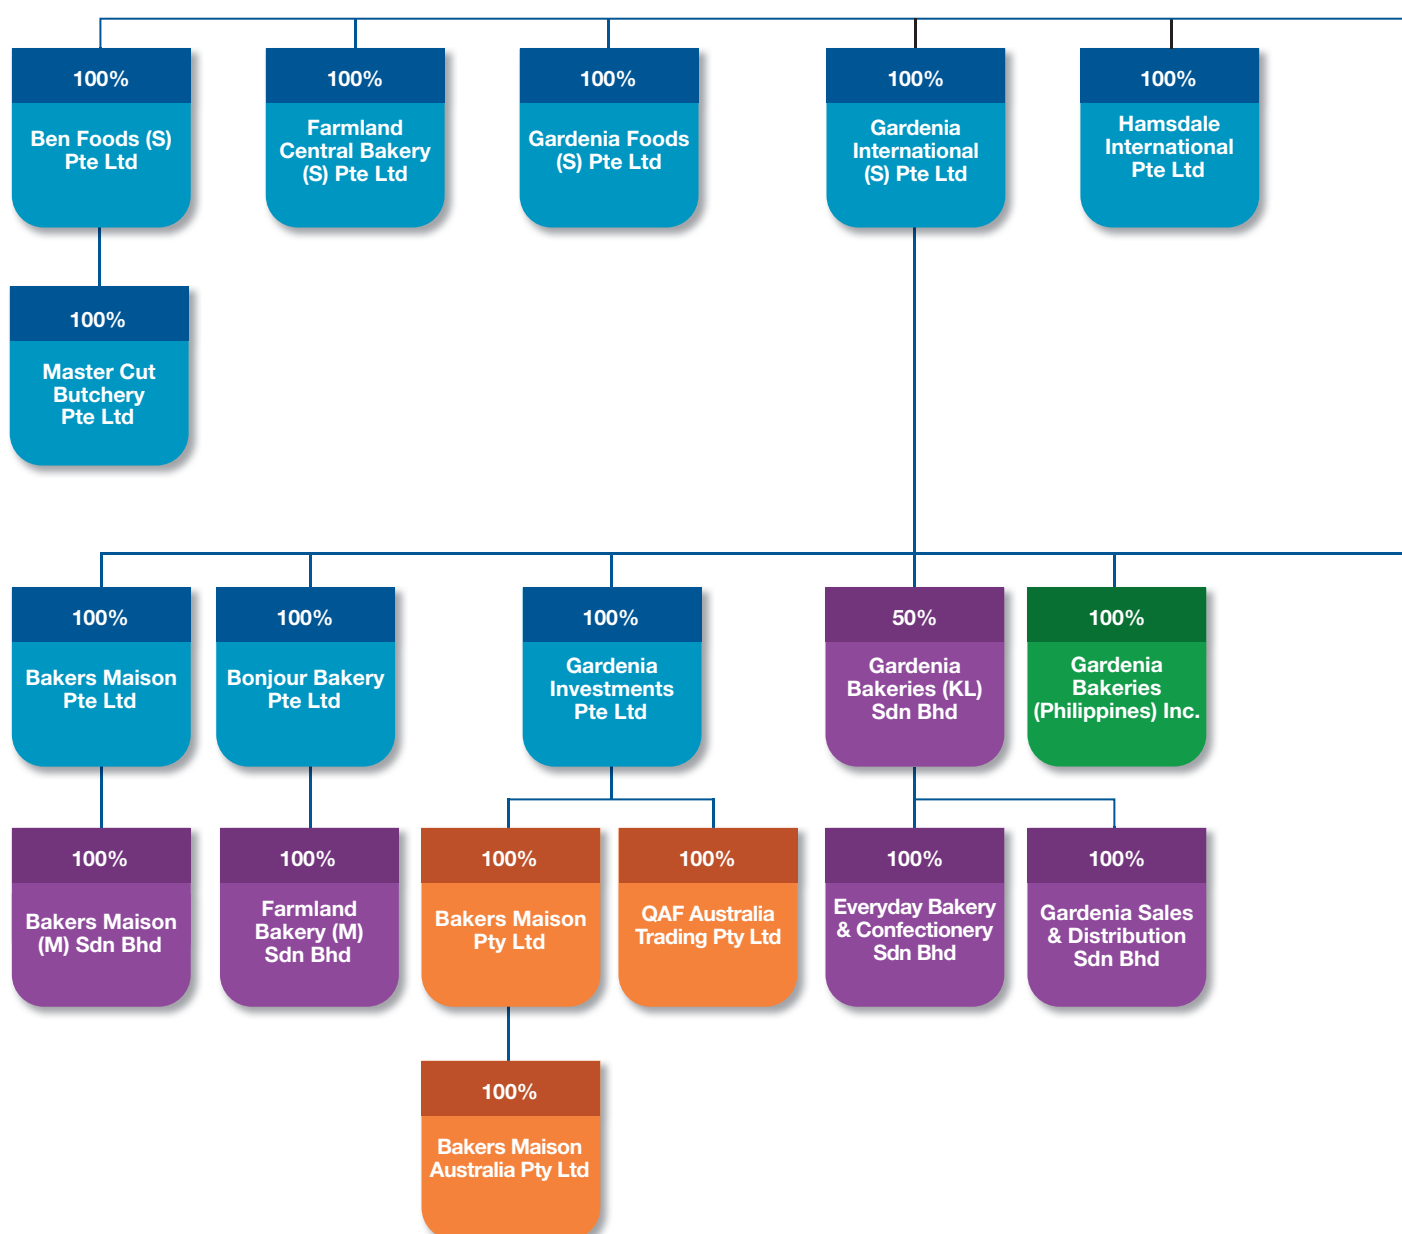 100%
Ben Foods (S)
Pte Ltd
100%
Farmland
Central Bakery
(S) Pte Ltd
100%
Gardenia Foods
(S) Pte Ltd
100%
Gardenia
International
(S) Pte Ltd
100%
Hamsdale
International
Pte Ltd
100%
Master Cut
Butchery
Pte Ltd
100%
Bakers Maison
Pte Ltd
100%
Bonjour Bakery
Pte Ltd
100%
Gardenia
Investments
Pte Ltd
50%
Gardenia
Bakeries (KL)
Sdn Bhd
100%
Gardenia
Bakeries
(Philippines) Inc.
100%
Bakers Maison
(M) Sdn Bhd
100%
Farmland
Bakery (M)
Sdn Bhd
100%
Bakers Maison
Pty Ltd
100%
QAF Australia
Trading Pty Ltd
100%
Everyday Bakery
& Confectionery
Sdn Bhd
100%
Gardenia Sales
& Distribution
Sdn Bhd
100%
Bakers Maison
Australia Pty Ltd